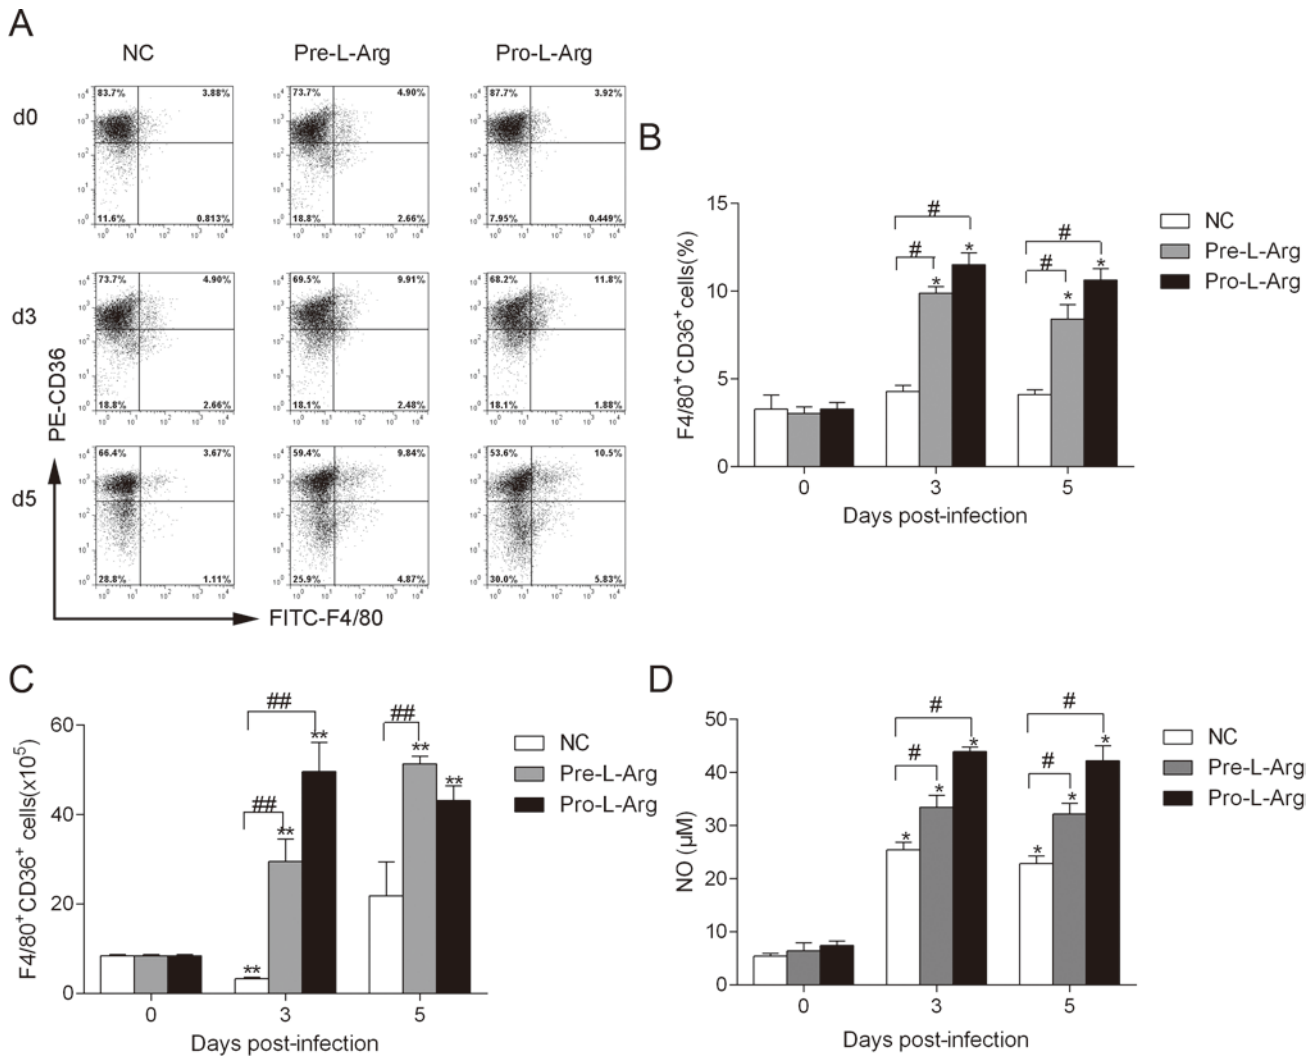 A
NC Pre-L-Arg Pro-L-Arg
d0
83.7% 3.88%
11.6% 0.813%
73.7% 4.90%
18.8% 2.66%
87.7% 3.92%
7.95% 0.449%
d3
73.7% 4.90%
18.8% 2.66%
69.5% 9.91%
18.1% 2.48%
68.2% 11.8%
18.1% 1.88%
d5
66.4% 3.67%
28.8% 1.11%
59.4% 9.84%
25.9% 4.87%
53.6% 10.5%
30.0% 5.83%
PE-CD36
FITC-F4/80
B
F4/80⁺CD36⁺cells(%)
15
10
5
0
# #
* *
# #
* *
0 3 5
Days post-infection
NC
Pre-L-Arg
Pro-L-Arg
C
F4/80⁺CD36⁺ cells(x10⁵)
60
40
20
0
##
##
** ** **
##
** **
0 3 5
Days post-infection
NC
Pre-L-Arg
Pro-L-Arg
D
NO (µM)
50
40
30
20
10
0
# #
* * *
# #
* * *
0 3 5
Days post-infection
NC
Pre-L-Arg
Pro-L-Arg